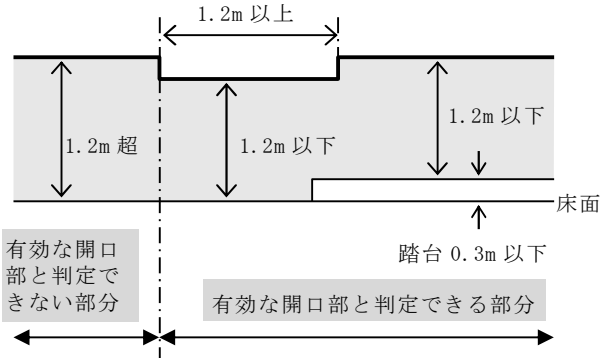 1.2m 以上
1.2m 超
1.2m 以下
1.2m 以下
床面
踏台 0.3m 以下
有効な開口
部と判定で
きない部分
有効な開口部と判定できる部分